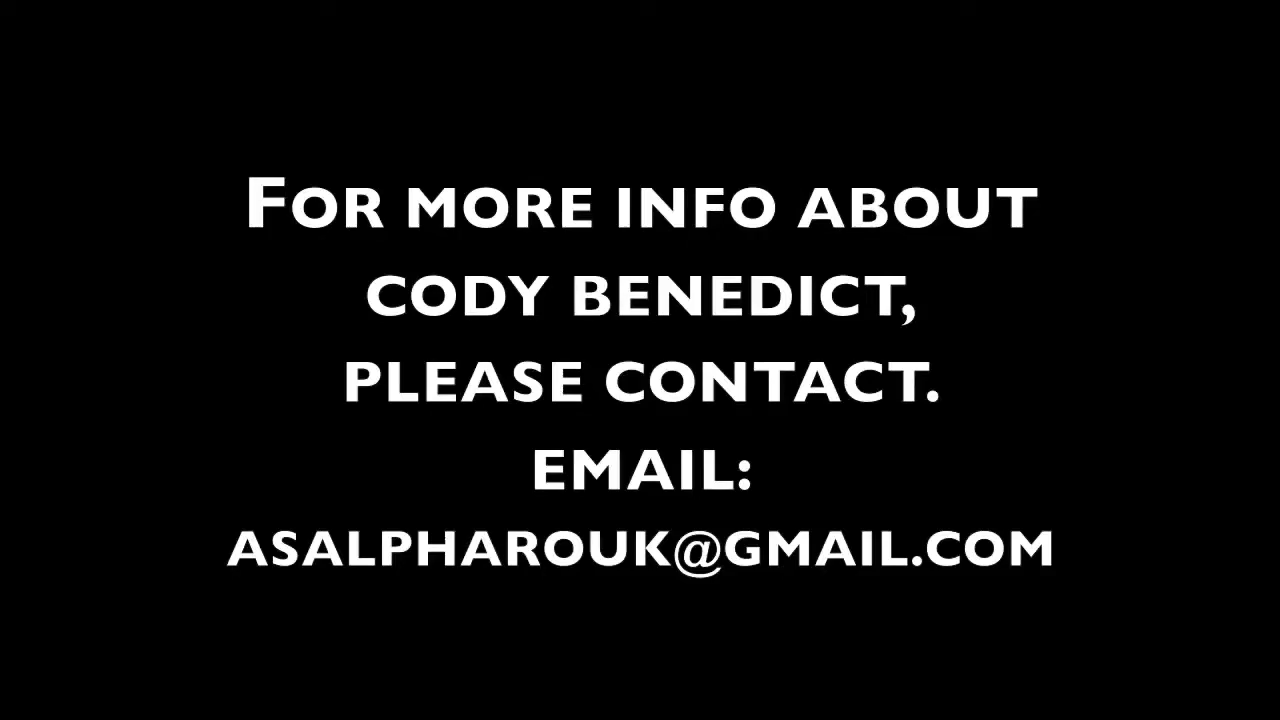 FOR MORE INFO ABOUT
CODY BENEDICT,
PLEASE CONTACT.
EMAIL:
ASALPHAROUK@GMAIL.COM